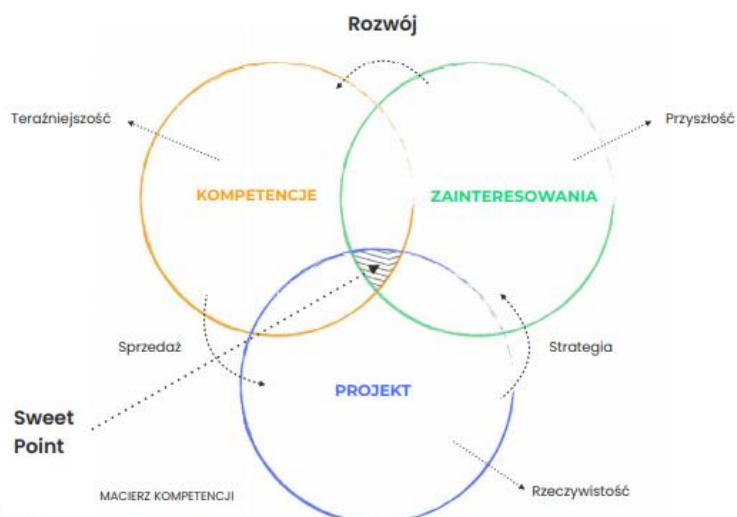 Rozwój
Teraźniejszość
Przyszłość
KOMPETENCJE
ZAINTERESOWANIA
Sprzedaż
Strategia
PROJEKT
Sweet
Point
Rzeczywistość
MACIERZ KOMPETENCJI